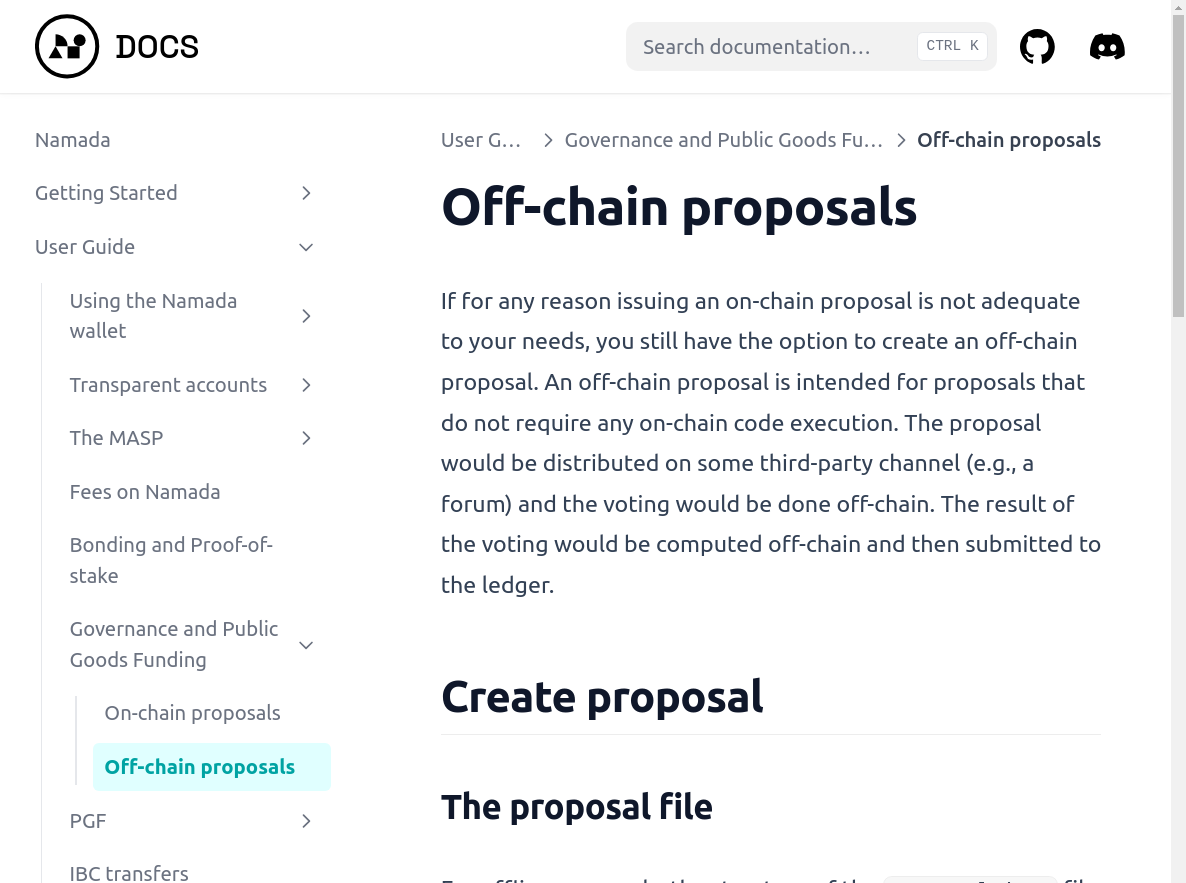 DOCS
Search documentation…
CTRL K
Namada
Getting Started
User Guide
Using the Namada
wallet
Transparent accounts
The MASP
Fees on Namada
Bonding and Proof-of-
stake
Governance and Public
Goods Funding
On-chain proposals
Off-chain proposals
PGF
IBC transfers
User G… > Governance and Public Goods Fu… > Off-chain proposals
Off-chain proposals
If for any reason issuing an on-chain proposal is not adequate
to your needs, you still have the option to create an off-chain
proposal. An off-chain proposal is intended for proposals that
do not require any on-chain code execution. The proposal
would be distributed on some third-party channel (e.g., a
forum) and the voting would be done off-chain. The result of
the voting would be computed off-chain and then submitted to
the ledger.
Create proposal
The proposal file